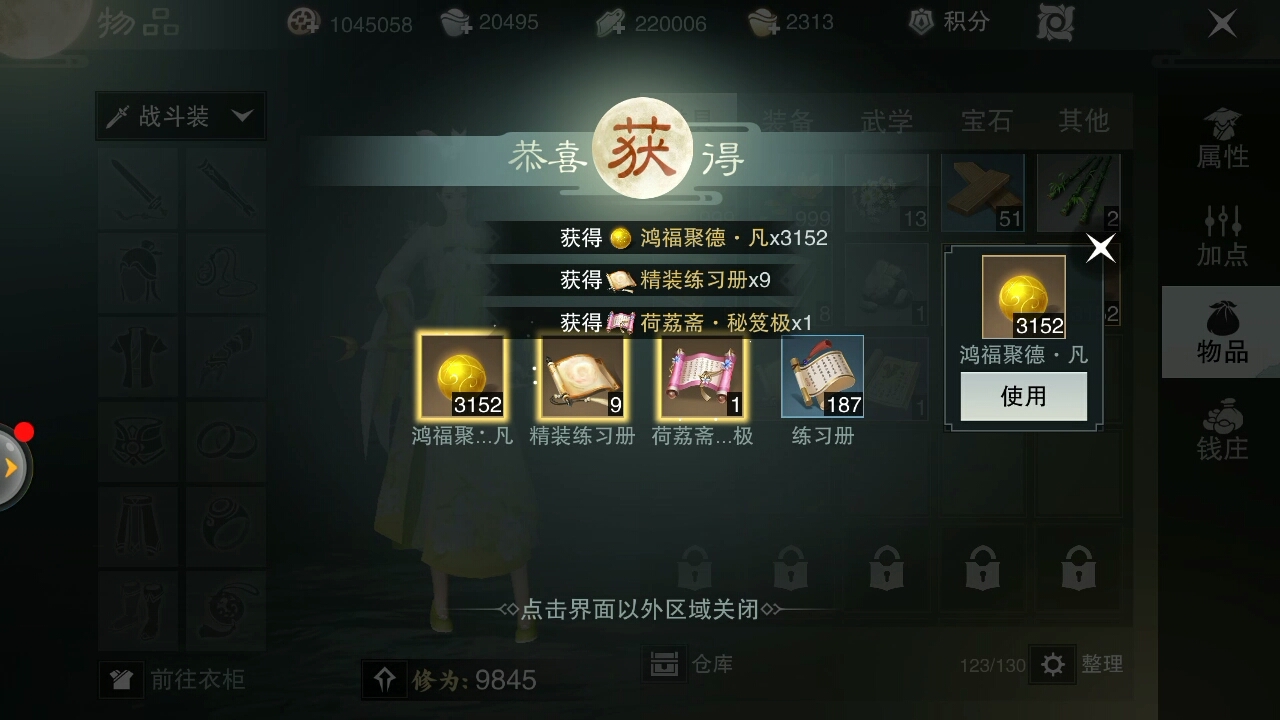 物品
1045058
20495
220006
2313
积分
战斗装
装备
武学
宝石
其他
恭喜获得
属性
加点
物品
钱庄
999
13
51
2
获得 鸿福聚德·凡x3152
获得 精装练习册x9
获得 荷荔斋·秘笈极x1
3152
鸿福聚德·凡
使用
3152
9
1
187
鸿福聚...凡
精装练习册
荷荔斋...极
练习册
点击界面以外区域关闭
前往衣柜
修为: 9845
仓库
123/130
整理